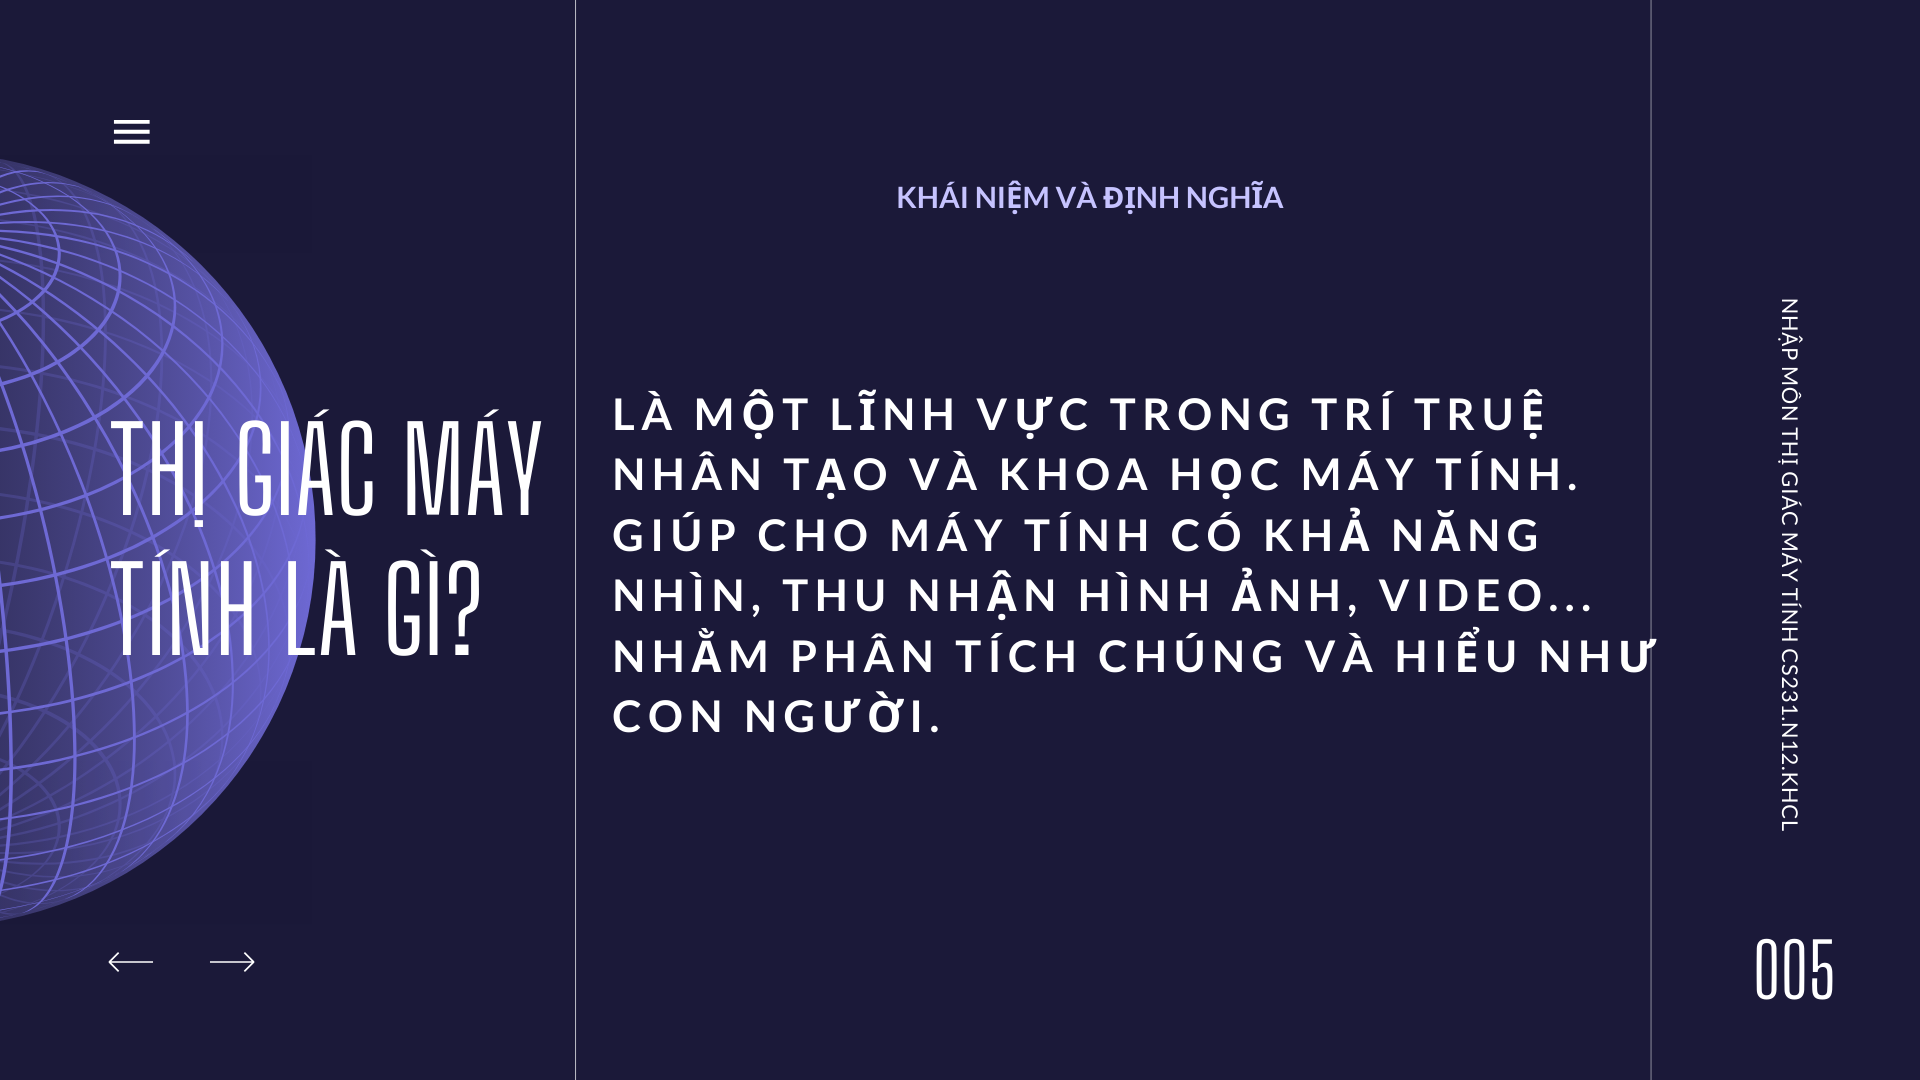 KHÁI NIỆM VÀ ĐỊNH NGHĨA
THỊ GIÁC MÁY
TÍNH LÀ GÌ?
LÀ MỘT LĨNH VỰC TRONG TRÍ TRUỆ
NHÂN TẠO VÀ KHOA HỌC MÁY TÍNH.
GIÚP CHO MÁY TÍNH CÓ KHẢ NĂNG
NHÌN, THU NHẬN HÌNH ẢNH, VIDEO...
NHẰM PHÂN TÍCH CHÚNG VÀ HIỂU NHƯ
CON NGƯỜI.
NHẬP MÔN THỊ GIÁC MÁY TÍNH CS231.N12.KHCL
005